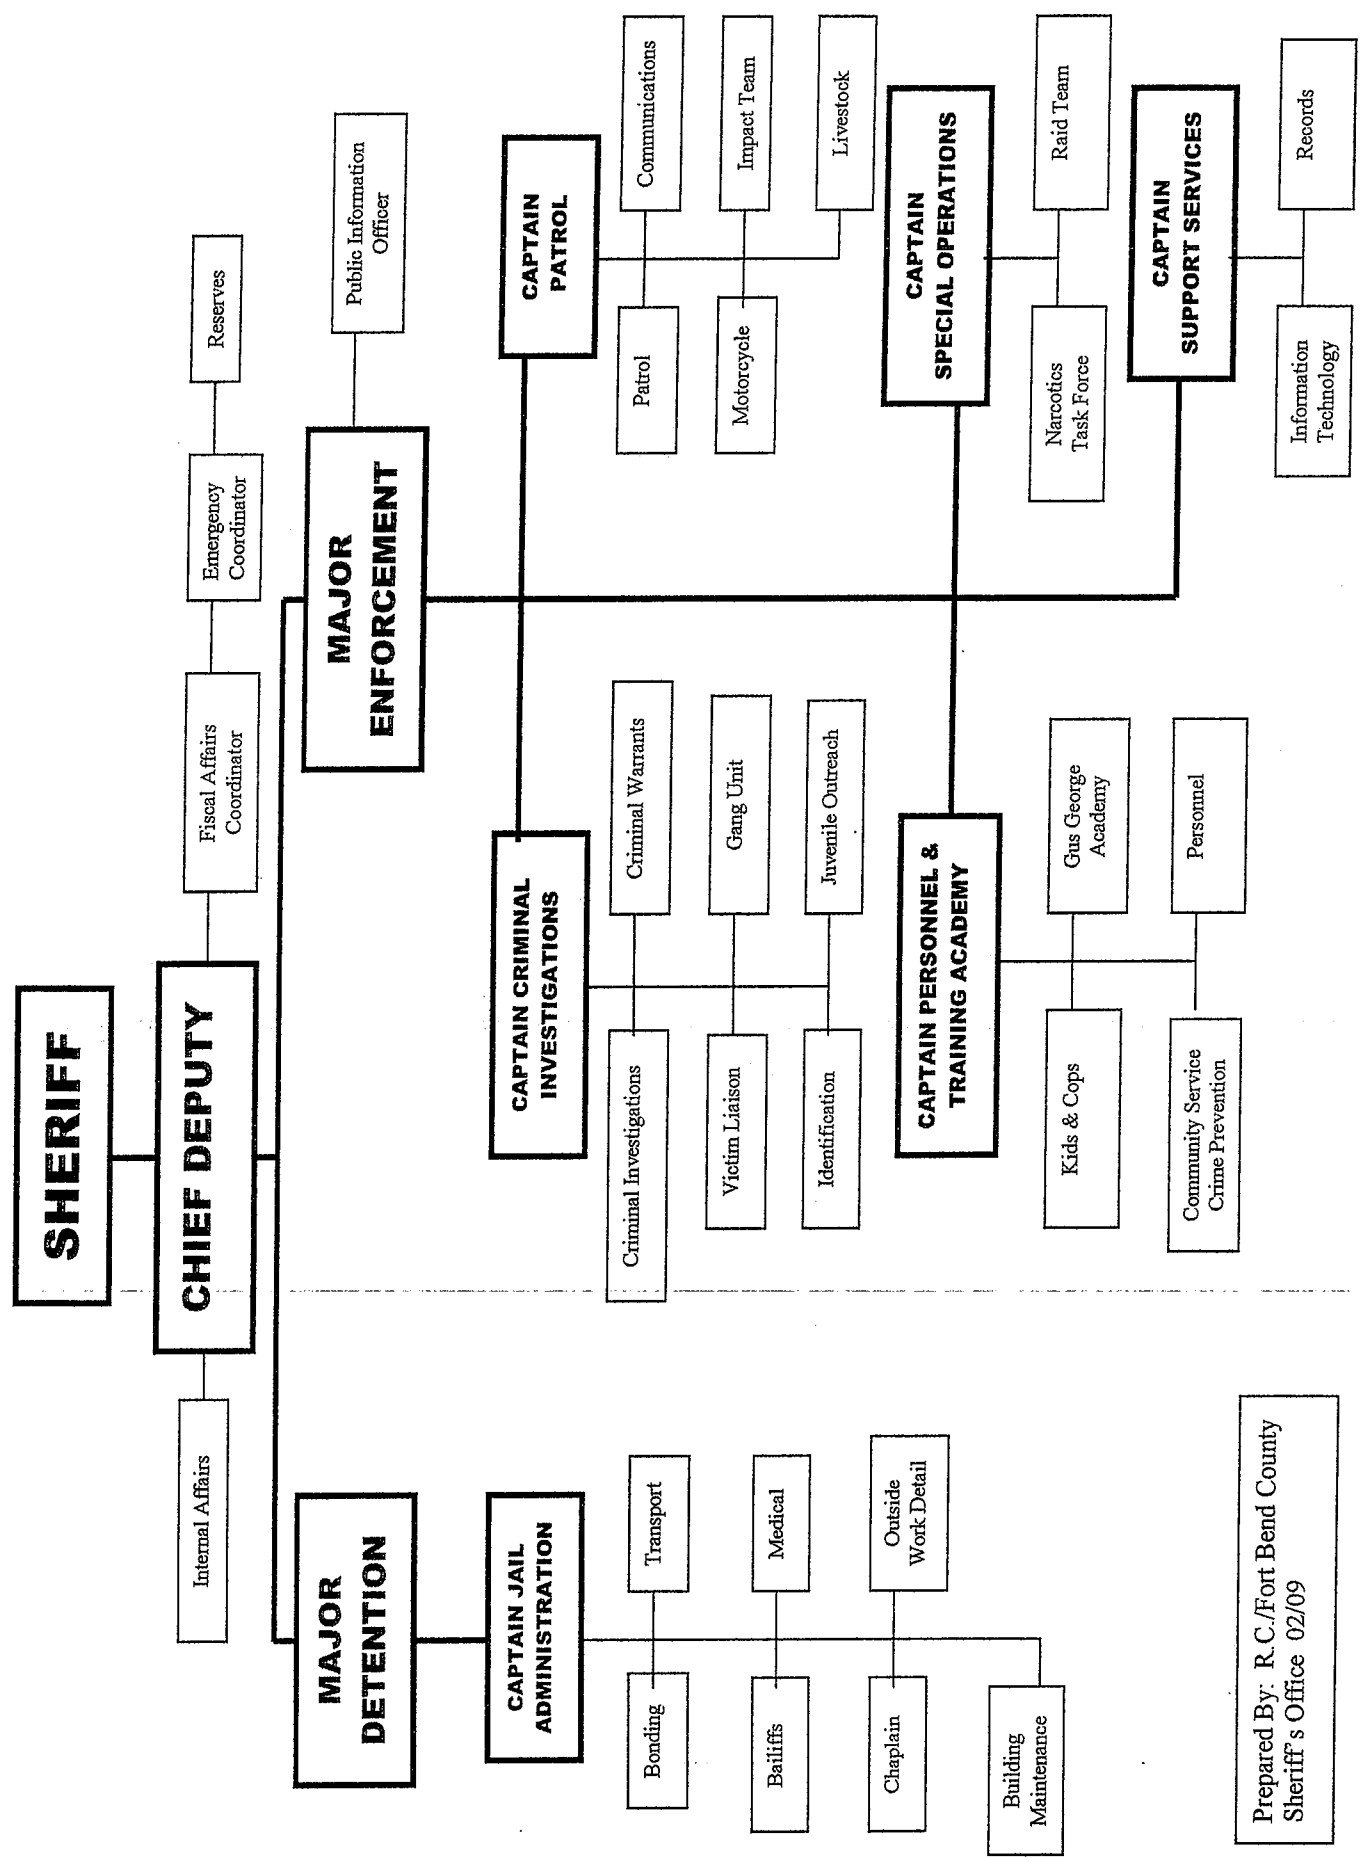 SHERIFF
CHIEF DEPUTY
Internal Affairs
Fiscal Affairs
Coordinator
Emergency
Coordinator
Reserves
MAJOR
DETENTION
MAJOR
ENFORCEMENT
Public Information
Officer
CAPTAIN JAIL
ADMINISTRATION
Bonding
Transport
Bailiffs
Medical
Chaplain
Outside
Work Detail
Building
Maintenance
CAPTAIN CRIMINAL
INVESTIGATIONS
Criminal Investigations
Criminal Warrants
Victim Liaison
Gang Unit
Identification
Juvenile Outreach
CAPTAIN
PATROL
Patrol
Communications
Motorcycle
Impact Team
Livestock
CAPTAIN PERSONNEL &
TRAINING ACADEMY
Kids & Cops
Gus George
Academy
Community Service
Crime Prevention
Personnel
CAPTAIN
SPECIAL OPERATIONS
Narcotics
Task Force
Raid Team
CAPTAIN
SUPPORT SERVICES
Information
Technology
Records
Prepared By: R.C./Fort Bend County
Sheriff's Office 02/09